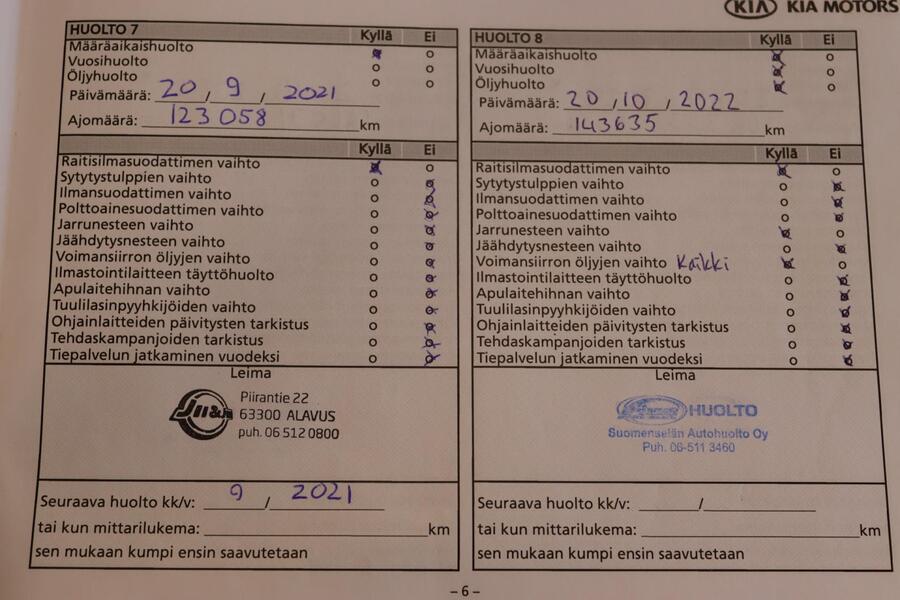 KIA KIA MOTORS
HUOLTO 7 Kyllä Ei
Määräaikaishuolto
Vuosihuolto
Öljyhuolto
Päivämäärä: 20 / 9 / 2021
Ajomäärä: 123 058 km
Kyllä Ei
Raitisilmasuodattimen vaihto
Sytytystulppien vaihto
Ilmansuodattimen vaihto
Polttoainesuodattimen vaihto
Jarrunesteen vaihto
Jäähdytysnesteen vaihto
Voimansiirron öljyjen vaihto
Ilmastointilaitteen täyttöhuolto
Apulaitehihnan vaihto
Tuulilasinpyyhkijöiden vaihto
Ohjainlaitteiden päivitysten tarkistus
Tehdaskampanjoiden tarkistus
Tiepalvelun jatkaminen vuodeksi
Leima
Piirantie 22
63300 ALAVUS
puh. 06 512 0800
Seuraava huolto kk/v: 9 / 2021
tai kun mittarilukema: km
sen mukaan kumpi ensin saavutetaan
HUOLTO 8 Kyllä Ei
Määräaikaishuolto
Vuosihuolto
Öljyhuolto
Päivämäärä: 20 / 10 / 2022
Ajomäärä: 143635 km
Kyllä Ei
Raitisilmasuodattimen vaihto
Sytytystulppien vaihto
Ilmansuodattimen vaihto
Polttoainesuodattimen vaihto
Jarrunesteen vaihto
Jäähdytysnesteen vaihto
Voimansiirron öljyjen vaihto Kaikki
Ilmastointilaitteen täyttöhuolto
Apulaitehihnan vaihto
Tuulilasinpyyhkijöiden vaihto
Ohjainlaitteiden päivitysten tarkistus
Tehdaskampanjoiden tarkistus
Tiepalvelun jatkaminen vuodeksi
Leima
HUOLTO
Suomenselän Autohuolto Oy
Puh. 06-511 3460
Seuraava huolto kk/v: /
tai kun mittarilukema: km
sen mukaan kumpi ensin saavutetaan
– 6 –